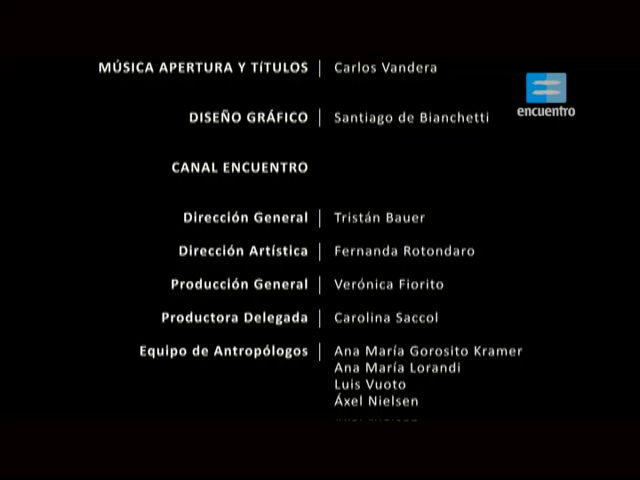 MÚSICA APERTURA Y TÍTULOS | Carlos Vandera
encuentro
DISEÑO GRÁFICO | Santiago de Bianchetti
CANAL ENCUENTRO
Dirección General | Tristán Bauer
Dirección Artística | Fernanda Rotondaro
Producción General | Verónica Fiorito
Productora Delegada | Carolina Saccol
Equipo de Antropólogos | Ana María Gorosito Kramer
Ana María Lorandi
Luis Vuoto
Áxel Nielsen